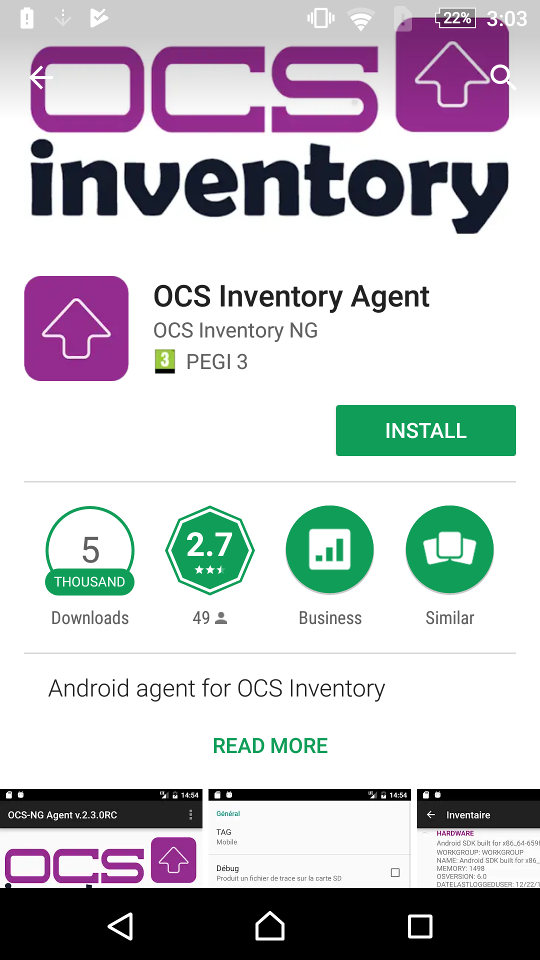 22% 3:03
OCS
inventory
OCS Inventory Agent
OCS Inventory NG
3 PEGI 3
INSTALL
5
THOUSAND
2.7
Downloads
49
Business
Similar
Android agent for OCS Inventory
READ MORE
14:54
OCS-NG Agent v.2.3.0RC
OCS
14:54
Général
TAG
Mobile
Débug
Produit un fichier de trace sur la carte SD
Inventaire
HARDWARE
Android SDK built for x86_64-6598
WORKGROUP: WORKGROUP
NAME: Android SDK built for x86_
MEMORY: 1498
OSVERSION: 6.0
DATELASTLOGGEDUSER: 12/22/1